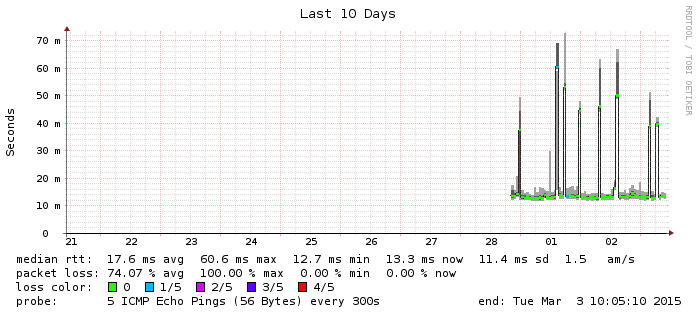 Last 10 Days
RRDTOOL / TOBI OETIKER
Seconds
70 m
60 m
50 m
40 m
30 m
20 m
10 m
0
21 22 23 24 25 26 27 28 01 02
median rtt: 17.6 ms avg 60.6 ms max 12.7 ms min 13.3 ms now 11.4 ms sd 1.5 am/s
packet loss: 74.07 % avg 100.00 % max 0.00 % min 0.00 % now
loss color: 0 1/5 2/5 3/5 4/5
probe: 5 ICMP Echo Pings (56 Bytes) every 300s end: Tue Mar 3 10:05:10 2015